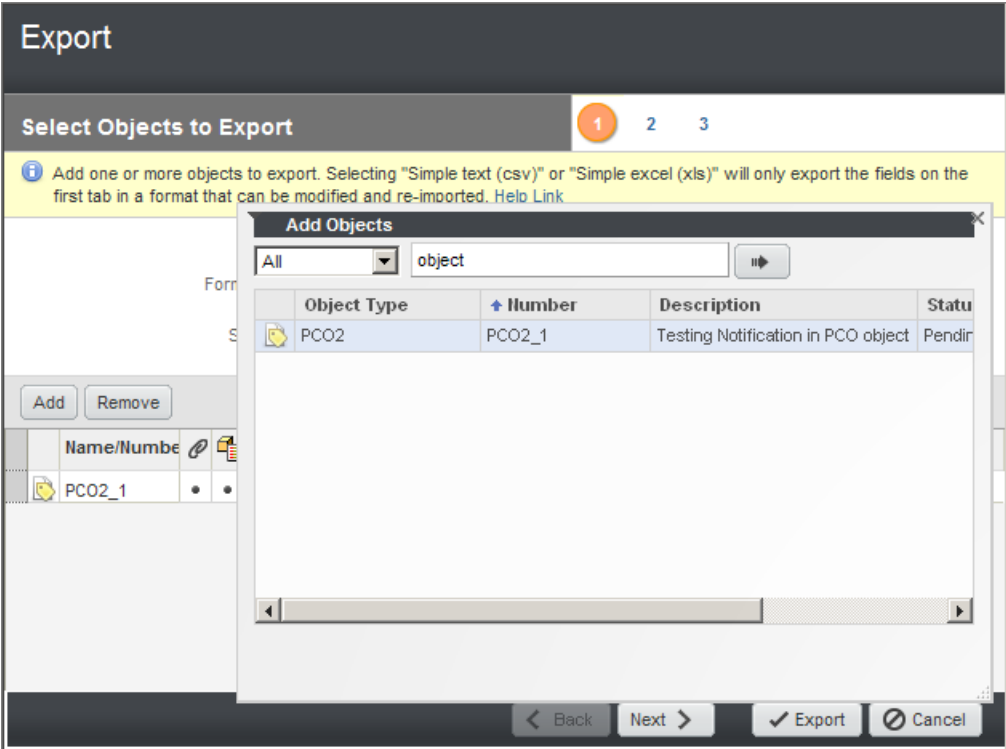 Export
Select Objects to Export
1 2 3
Add one or more objects to export. Selecting "Simple text (csv)" or "Simple excel (xls)" will only export the fields on the
first tab in a format that can be modified and re-imported. Help Link
Add Objects
All object
Form
S
Object Type Number Description Statu
PCO2 PCO2_1 Testing Notification in PCO object Pendin
Add Remove
Name/Numbe
PCO2_1
Back Next Export Cancel